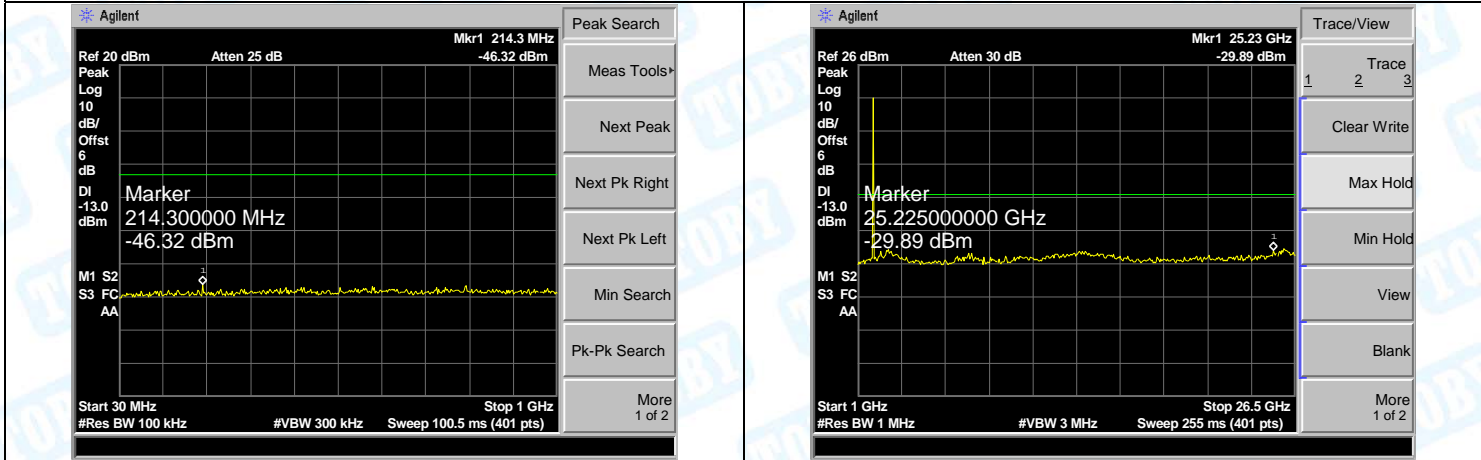 Agilent
Peak Search
Mkr1 214.3 MHz
Ref 20 dBm Atten 25 dB -46.32 dBm
Peak
Log
10
dB/
Offst
6
dB
DI
-13.0
dBm
Marker
214.300000 MHz
-46.32 dBm
1
M1 S2
S3 FC
AA
Start 30 MHz Stop 1 GHz
#Res BW 100 kHz #VBW 300 kHz Sweep 100.5 ms (401 pts)
Meas Tools
Next Peak
Next Pk Right
Next Pk Left
Min Search
Pk-Pk Search
More
1 of 2
Agilent
Trace/View
Mkr1 25.23 GHz
Ref 26 dBm Atten 30 dB -29.89 dBm
Peak
Log
10
dB/
Offst
6
dB
DI
-13.0
dBm
Marker
25.225000000 GHz
-29.89 dBm
1
M1 S2
S3 FC
AA
Start 1 GHz Stop 26.5 GHz
#Res BW 1 MHz #VBW 3 MHz Sweep 255 ms (401 pts)
Trace
1 2 3
Clear Write
Max Hold
Min Hold
View
Blank
More
1 of 2
TOBY